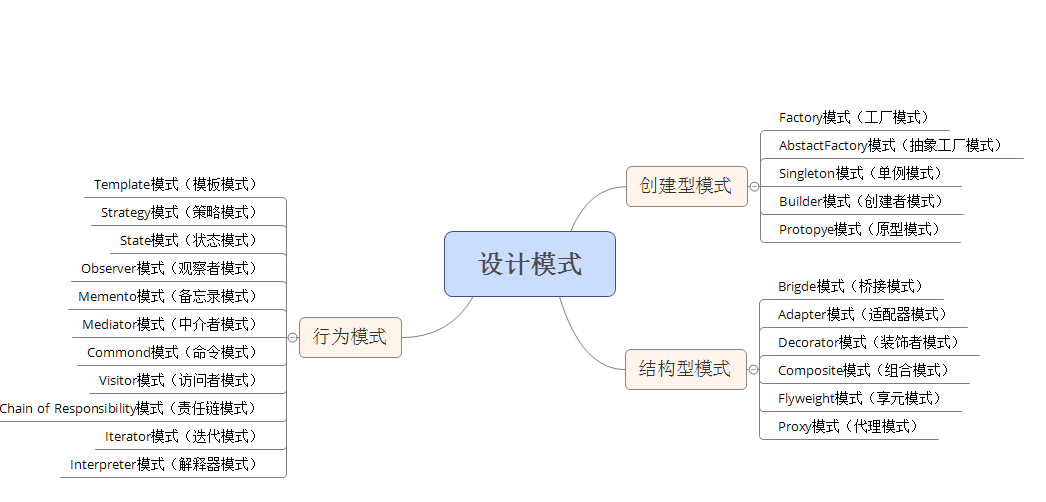 设计模式
创建型模式
Factory模式（工厂模式）
AbstactFactory模式（抽象工厂模式）
Singleton模式（单例模式）
Builder模式（创建者模式）
Protopye模式（原型模式）
结构型模式
Brigde模式（桥接模式）
Adapter模式（适配器模式）
Decorator模式（装饰者模式）
Composite模式（组合模式）
Flyweight模式（享元模式）
Proxy模式（代理模式）
行为模式
Template模式（模板模式）
Strategy模式（策略模式）
State模式（状态模式）
Observer模式（观察者模式）
Memento模式（备忘录模式）
Mediator模式（中介者模式）
Commond模式（命令模式）
Visitor模式（访问者模式）
Chain of Responsibility模式（责任链模式）
Iterator模式（迭代模式）
Interpreter模式（解释器模式）